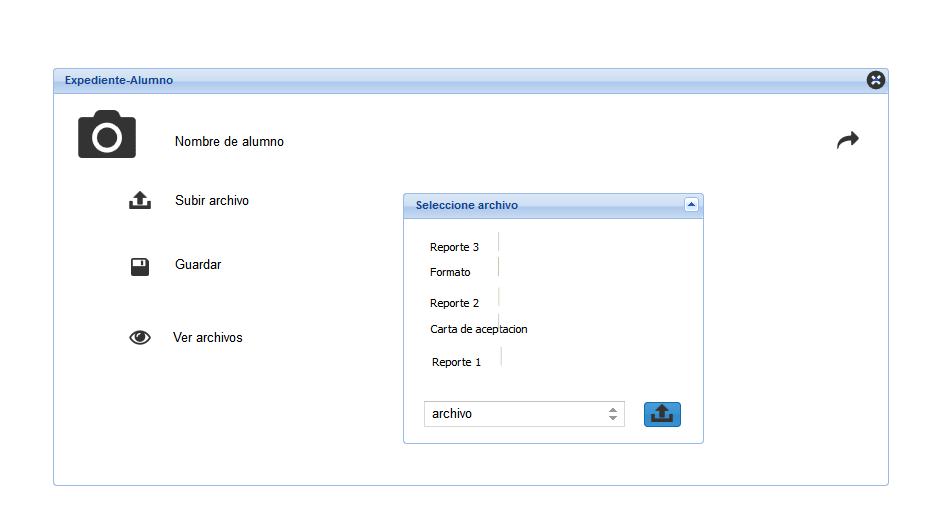 Expediente-Alumno
Nombre de alumno
Subir archivo
Guardar
Ver archivos
Seleccione archivo
Reporte 3
Formato
Reporte 2
Carta de aceptacion
Reporte 1
archivo